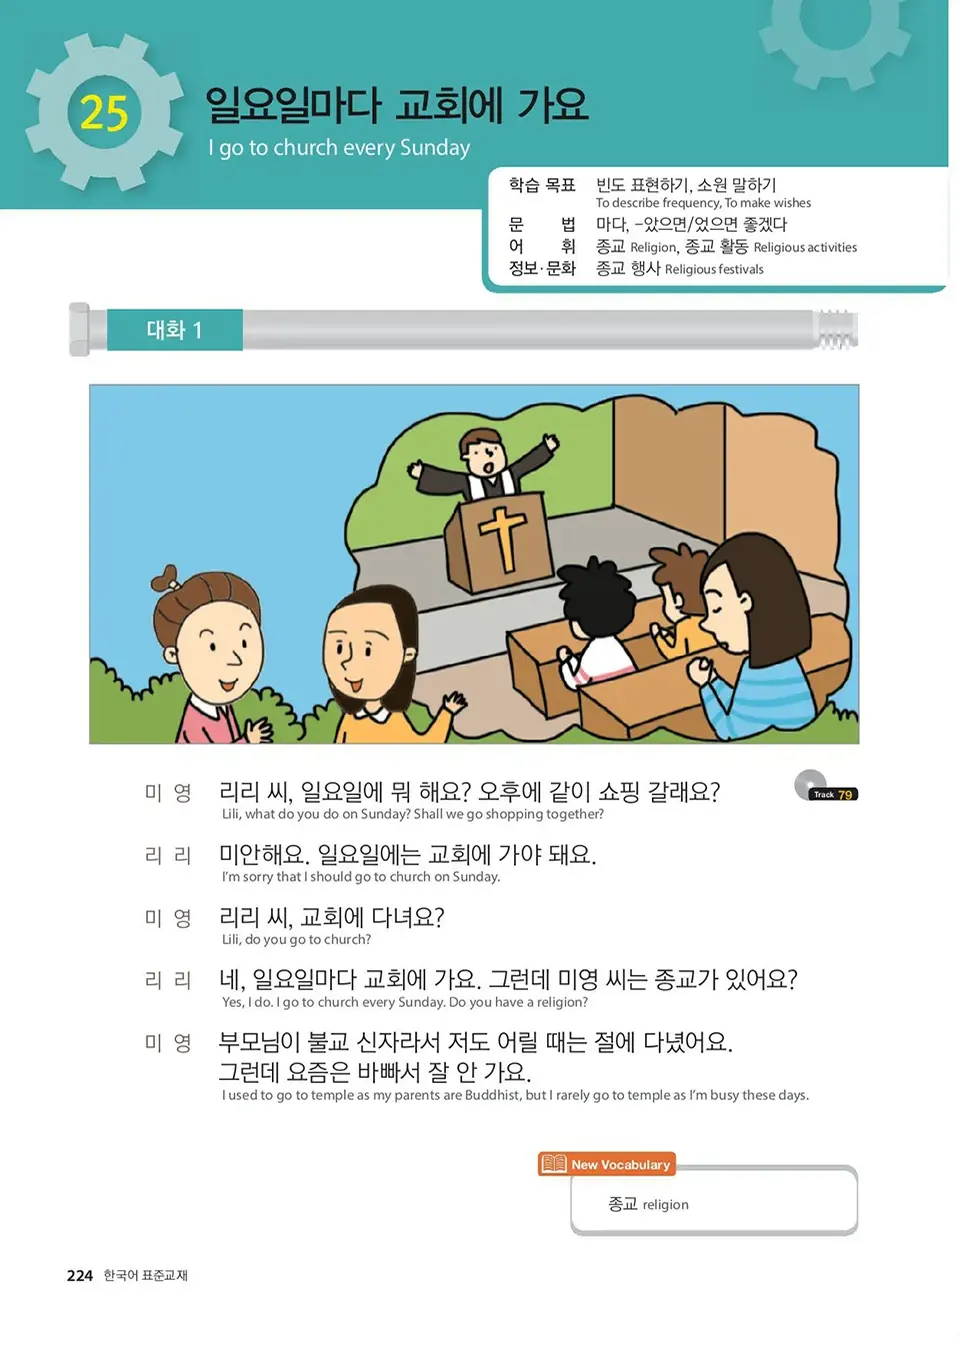 25
일요일마다 교회에 가요
I go to church every Sunday
학습 목표 빈도 표현하기, 소원 말하기
To describe frequency, To make wishes
문 법 마다, -았으면/었으면 좋겠다
어 휘 종교 Religion, 종교 활동 Religious activities
정보·문화 종교 행사 Religious festivals
대화 1
미 영 리리 씨, 일요일에 뭐 해요? 오후에 같이 쇼핑 갈래요?
Lili, what do you do on Sunday? Shall we go shopping together?
Track 79
리 리 미안해요. 일요일에는 교회에 가야 돼요.
I'm sorry that I should go to church on Sunday.
미 영 리리 씨, 교회에 다녀요?
Lili, do you go to church?
리 리 네, 일요일마다 교회에 가요. 그런데 미영 씨는 종교가 있어요?
Yes, I do. I go to church every Sunday. Do you have a religion?
미 영 부모님이 불교 신자라서 저도 어릴 때는 절에 다녔어요.
그런데 요즘은 바빠서 잘 안 가요.
I used to go to temple as my parents are Buddhist, but I rarely go to temple as I'm busy these days.
New Vocabulary
종교 religion
224 한국어 표준교재